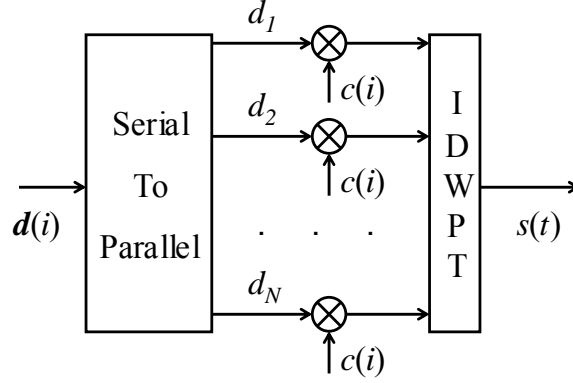 d(i)
Serial
To
Parallel
d1
c(i)
d2
c(i)
. . .
dN
c(i)
I
D
W
P
T
s(t)